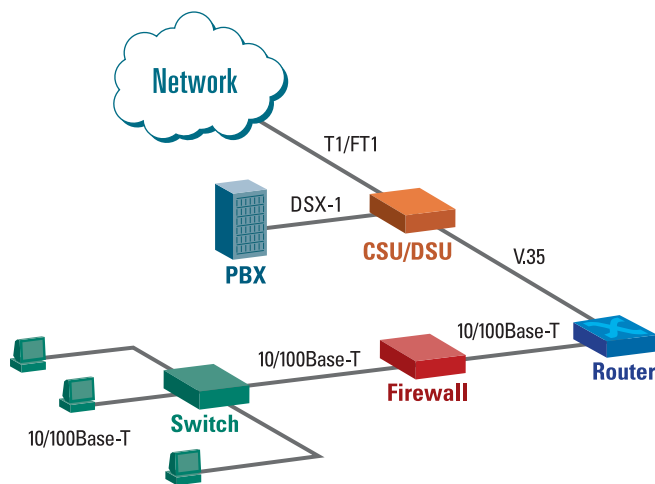 Network
T1/FT1
DSX-1
PBX
CSU/DSU
V.35
10/100Base-T
Router
10/100Base-T
Firewall
Switch
10/100Base-T